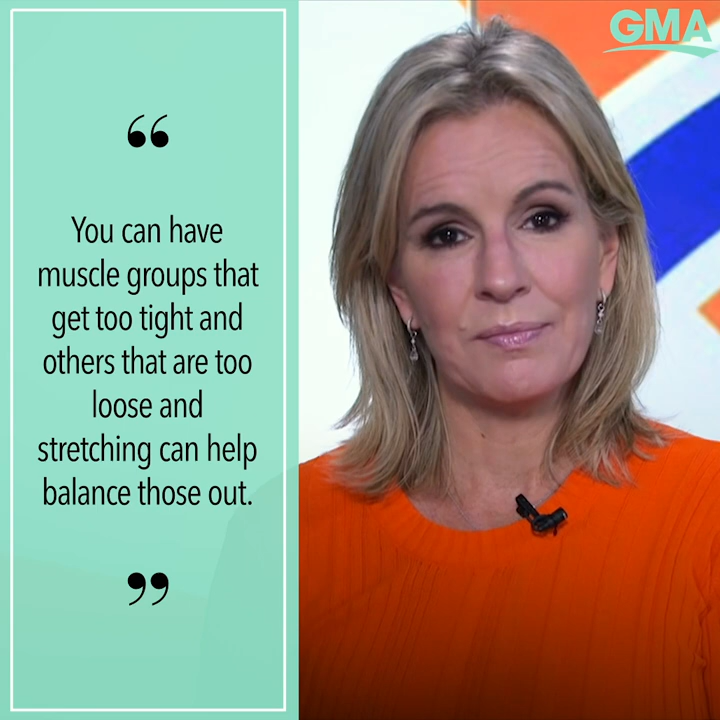 GMA
“
You can have
muscle groups that
get too tight and
others that are too
loose and
stretching can help
balance those out.
”